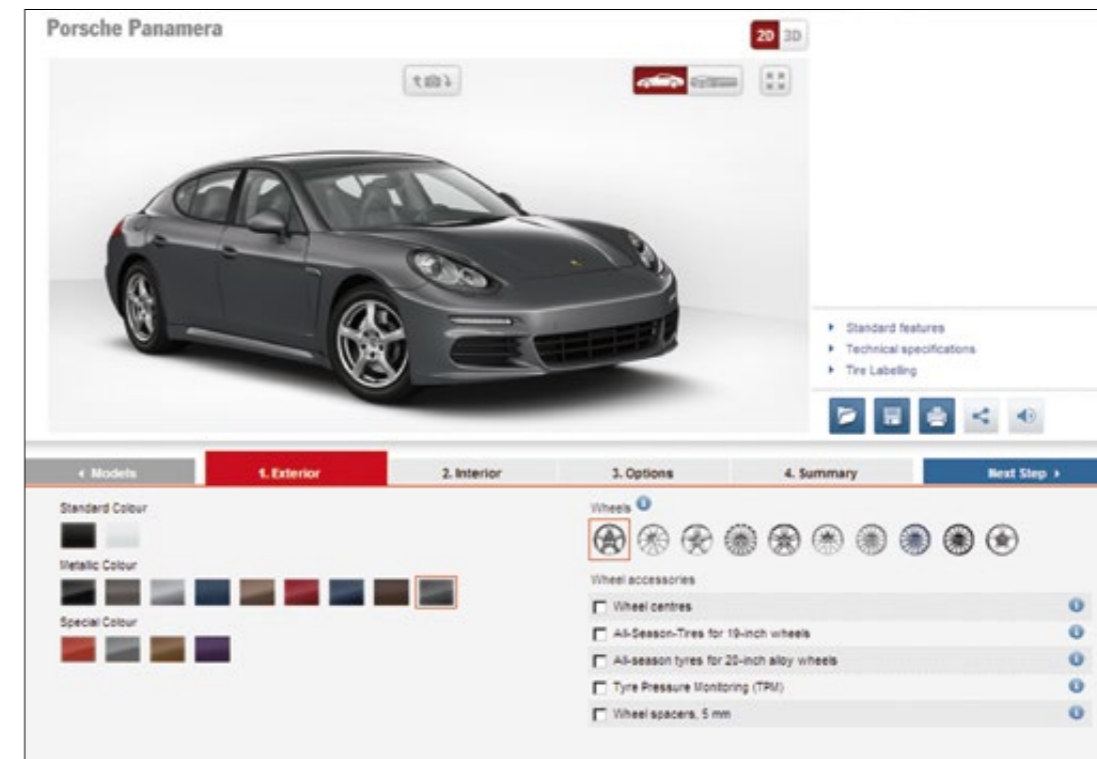 Porsche Panamera
2D 3D
Standard features
Technical specifications
Tire Labelling
Models
1. Exterior
2. Interior
3. Options
4. Summary
Next Step
Standard Colour
Metallic Colour
Special Colour
Wheels
Wheel accessories
Wheel centres
All-Season-Tires for 19-inch wheels
All-season tyres for 20-inch alloy wheels
Tyre Pressure Monitoring (TPM)
Wheel spacers, 5 mm